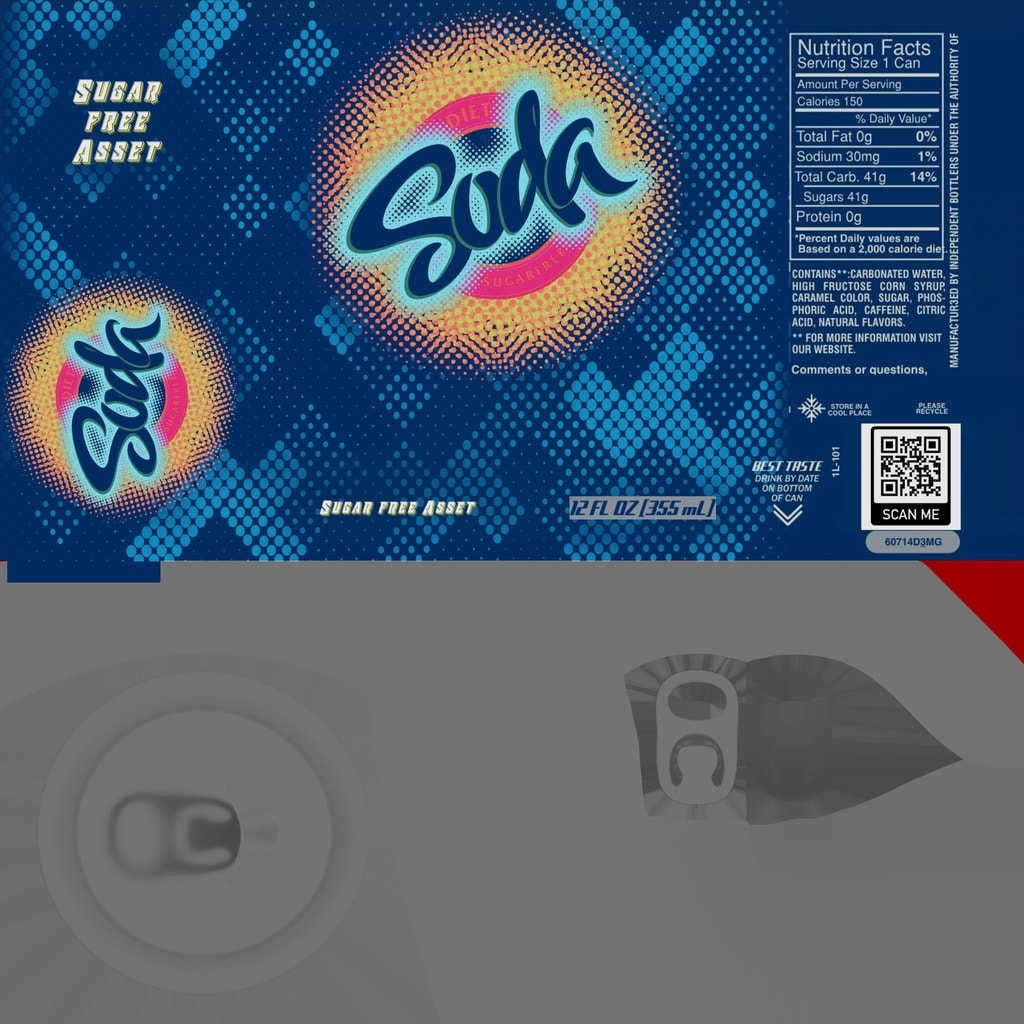 SUGAR
FREE
ASSET
DIET
Soda
SUGARFREE
DIET
Soda
SUGARFREE
SUGAR FREE ASSET
12 FL OZ (355 mL)
Nutrition Facts
Serving Size 1 Can
Amount Per Serving
Calories 150
% Daily Value*
Total Fat 0g 0%
Sodium 30mg 1%
Total Carb. 41g 14%
Sugars 41g
Protein 0g
*Percent Daily values are
Based on a 2,000 calorie diet.
CONTAINS**:CARBONATED WATER,
HIGH FRUCTOSE CORN SYRUP,
CARAMEL COLOR, SUGAR, PHOS-
PHORIC ACID, CAFFEINE, CITRIC
ACID, NATURAL FLAVORS.
** FOR MORE INFORMATION VISIT
OUR WEBSITE.
Comments or questions,
MANUFACTUR3ED BY INDEPENDENT BOTTLERS UNDER THE AUTHORITY OF
STORE IN A
COOL PLACE
PLEASE
RECYCLE
BEST TASTE
DRINK BY DATE
ON BOTTOM
OF CAN
1L-101
SCAN ME
60714D3MG